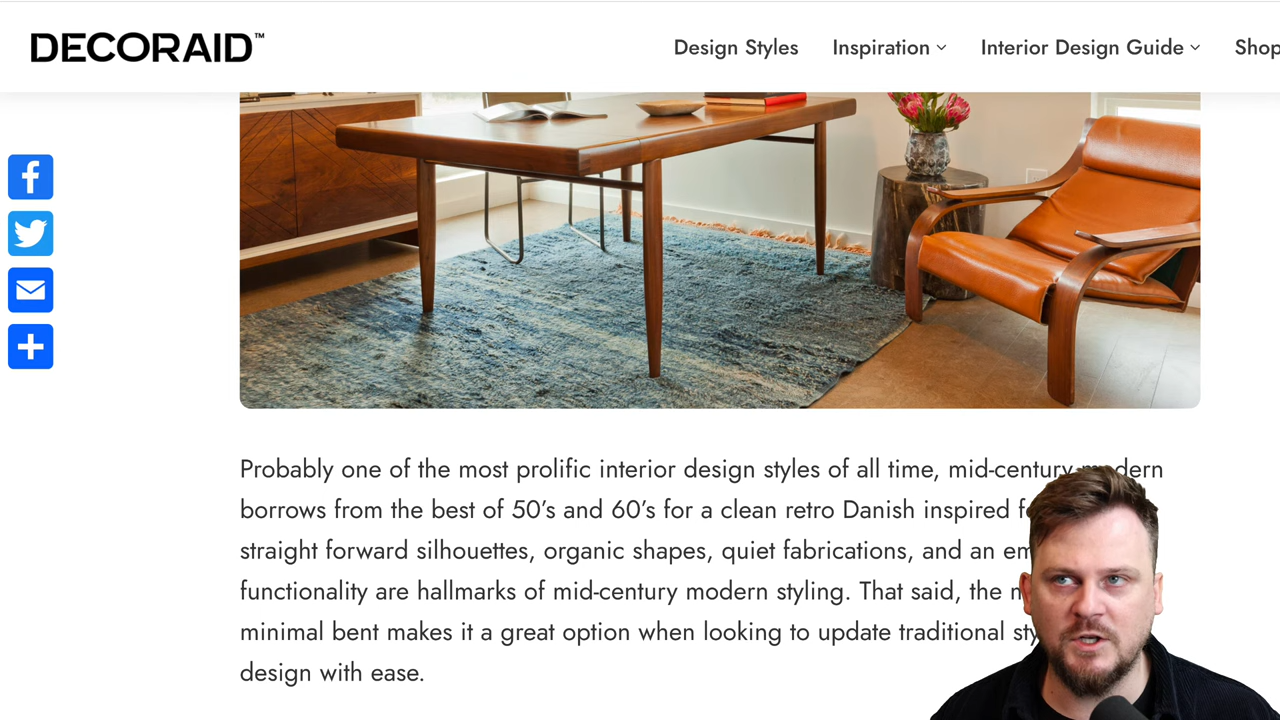 DECORAID™
Design Styles Inspiration Interior Design Guide Shop
Probably one of the most prolific interior design styles of all time, mid-century modern
borrows from the best of 50’s and 60’s for a clean retro Danish inspired
straight forward silhouettes, organic shapes, quiet fabrications, and an
functionality are hallmarks of mid-century modern styling. That said, the
minimal bent makes it a great option when looking to update traditional
design with ease.